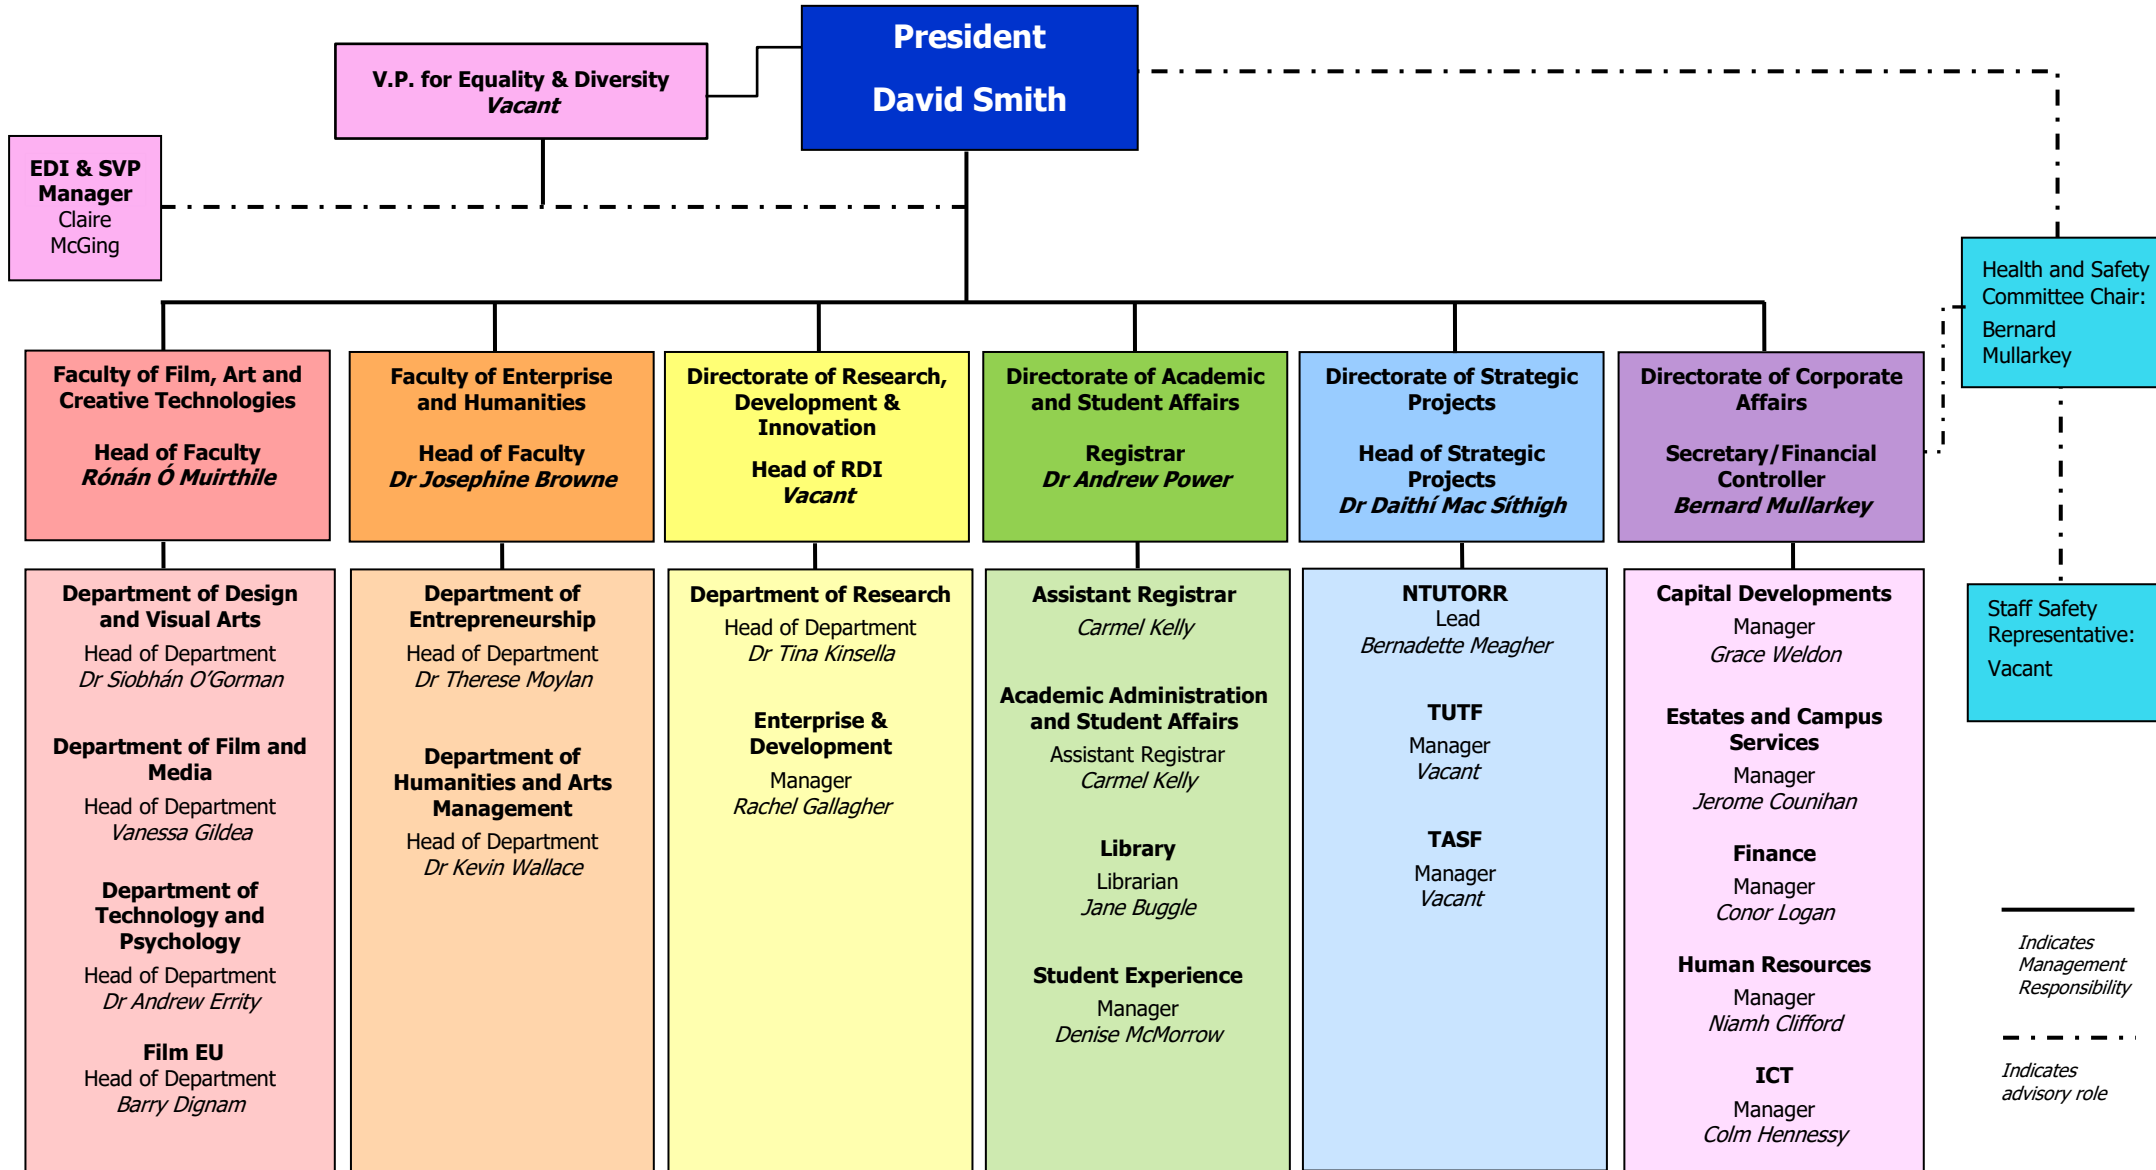 President
David Smith
V.P. for Equality & Diversity
Vacant
EDI & SVP
Manager
Claire
McGing
Health and Safety
Committee Chair:
Bernard
Mullarkey
Faculty of Film, Art and
Creative Technologies
Head of Faculty
Rónán Ó Muirthile
Faculty of Enterprise
and Humanities
Head of Faculty
Dr Josephine Browne
Directorate of Research,
Development &
Innovation
Head of RDI
Vacant
Directorate of Academic
and Student Affairs
Registrar
Dr Andrew Power
Directorate of Strategic
Projects
Head of Strategic
Projects
Dr Daithí Mac Síthigh
Directorate of Corporate
Affairs
Secretary/Financial
Controller
Bernard Mullarkey
Department of Design
and Visual Arts
Head of Department
Dr Siobhán O’Gorman
Department of Film and
Media
Head of Department
Vanessa Gildea
Department of
Technology and
Psychology
Head of Department
Dr Andrew Errity
Film EU
Head of Department
Barry Dignam
Department of
Entrepreneurship
Head of Department
Dr Therese Moylan
Department of
Humanities and Arts
Management
Head of Department
Dr Kevin Wallace
Department of Research
Head of Department
Dr Tina Kinsella
Enterprise &
Development
Manager
Rachel Gallagher
Assistant Registrar
Carmel Kelly
Academic Administration
and Student Affairs
Assistant Registrar
Carmel Kelly
Library
Librarian
Jane Buggle
Student Experience
Manager
Denise McMorrow
NTUTORR
Lead
Bernadette Meagher
TUTF
Manager
Vacant
TASF
Manager
Vacant
Capital Developments
Manager
Grace Weldon
Estates and Campus
Services
Manager
Jerome Counihan
Finance
Manager
Conor Logan
Human Resources
Manager
Niamh Clifford
ICT
Manager
Colm Hennessy
Staff Safety
Representative:
Vacant
Indicates
Management
Responsibility
Indicates
advisory role